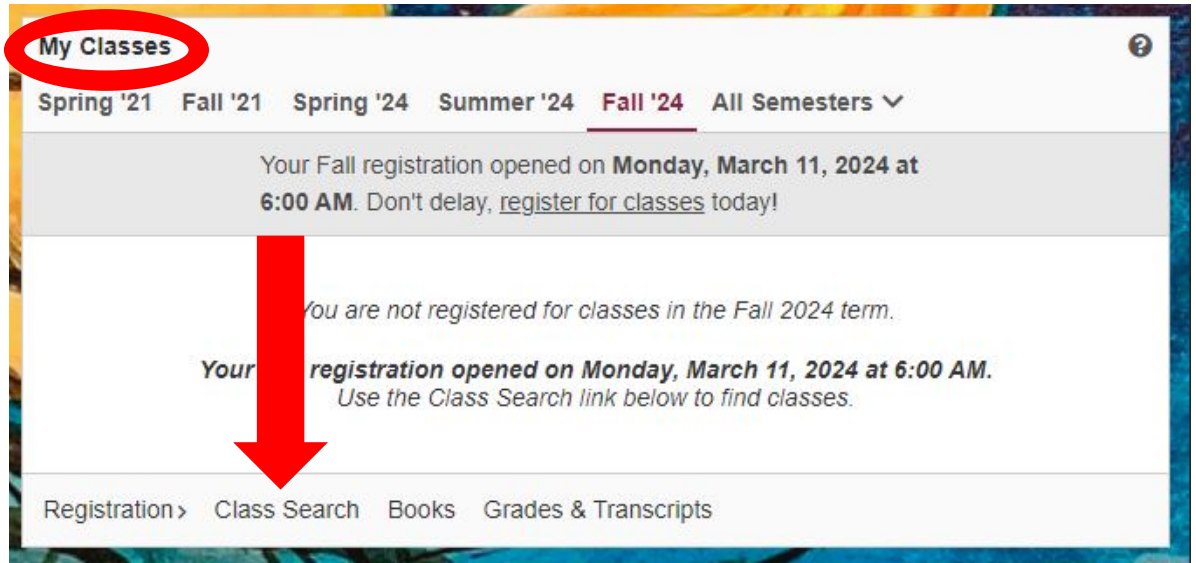 My Classes
Spring '21 Fall '21 Spring '24 Summer '24 Fall '24 All Semesters
Your Fall registration opened on Monday, March 11, 2024 at
6:00 AM. Don't delay, register for classes today!
You are not registered for classes in the Fall 2024 term.
Your registration opened on Monday, March 11, 2024 at 6:00 AM.
Use the Class Search link below to find classes.
Registration> Class Search Books Grades & Transcripts